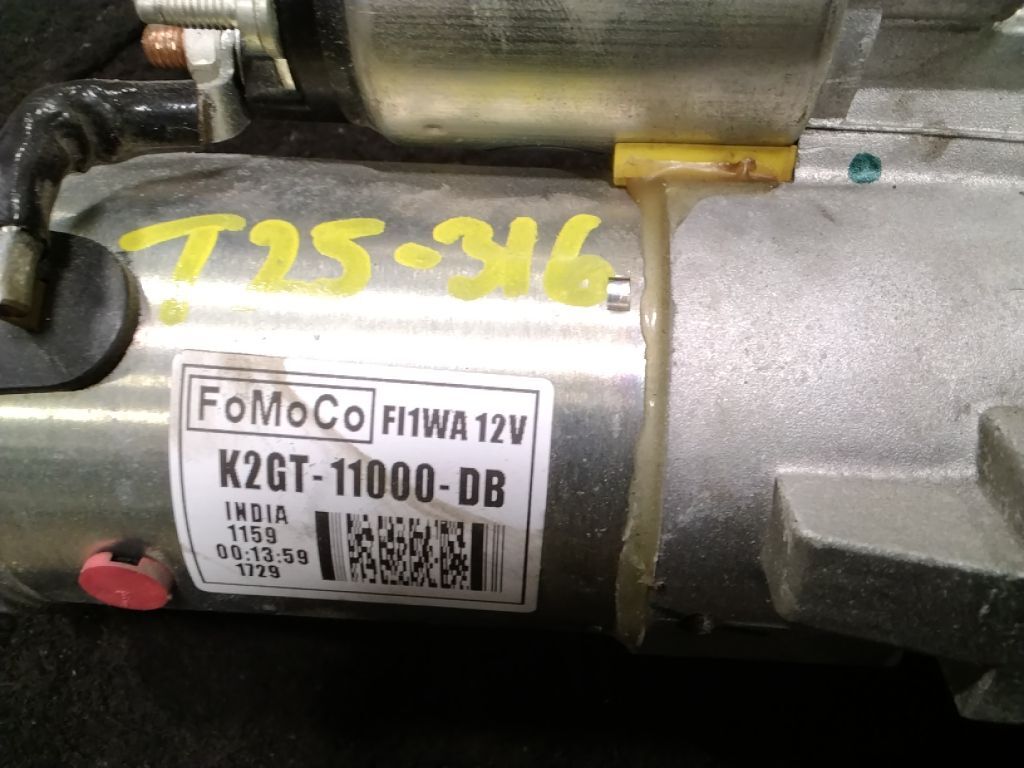 T25-316
FoMoCo FI1WA 12V
K2GT-11000-DB
INDIA
1159
00:13:59
1729